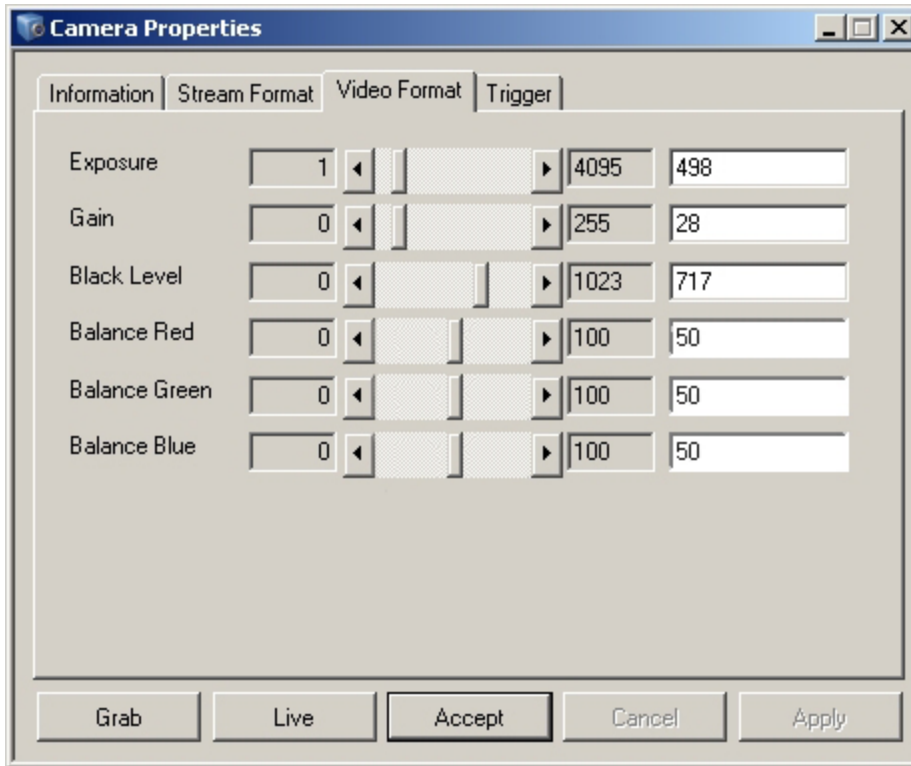 Camera Properties
Information Stream Format Video Format Trigger
Exposure 1 4095 498
Gain 0 255 28
Black Level 0 1023 717
Balance Red 0 100 50
Balance Green 0 100 50
Balance Blue 0 100 50
Grab Live Accept Cancel Apply